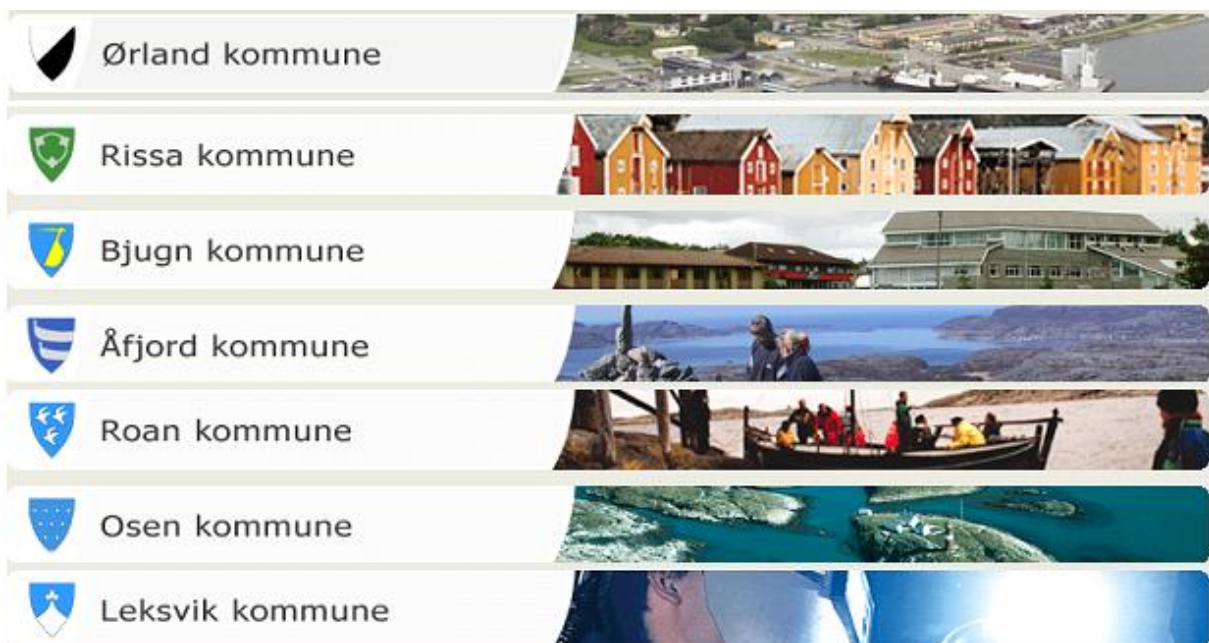 Ørland kommune
Rissa kommune
Bjugn kommune
Åfjord kommune
Roan kommune
Osen kommune
Leksvik kommune